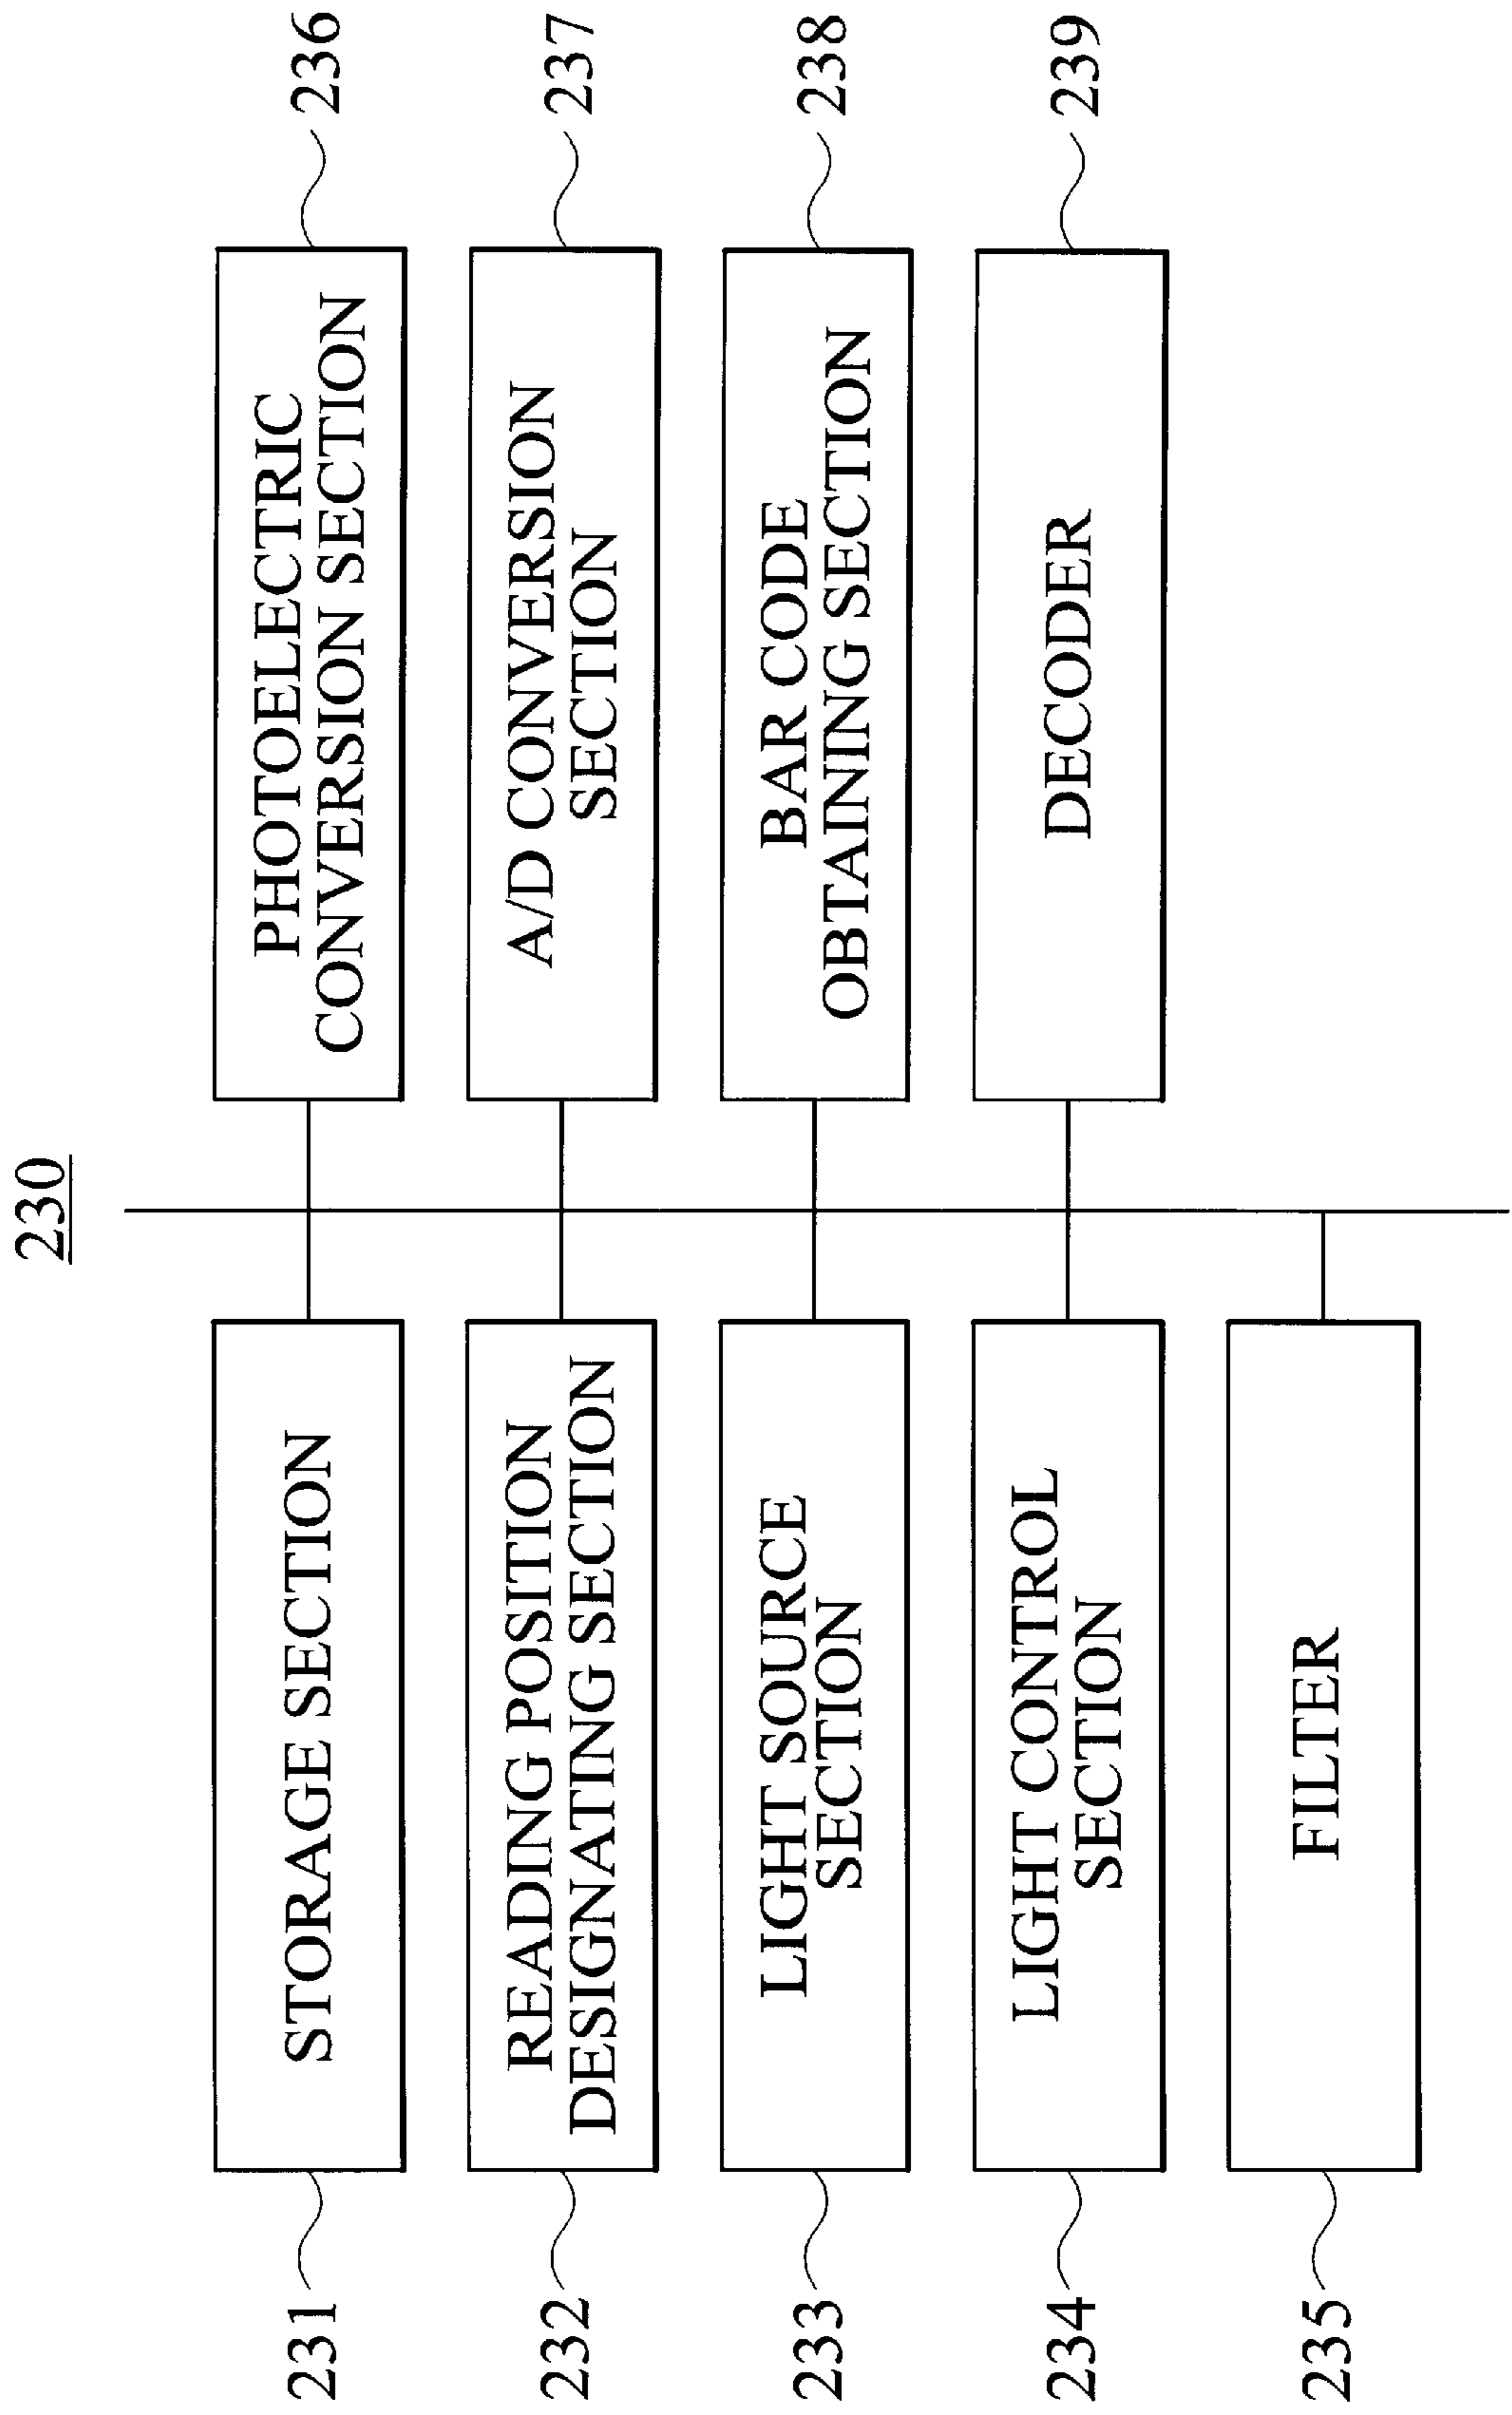 230
231
STORAGE SECTION
232
READING POSITION
DESIGNATING SECTION
233
LIGHT SOURCE
SECTION
234
LIGHT CONTROL
SECTION
235
FILTER
PHOTOELECTRIC
CONVERSION SECTION
236
A/D CONVERSION
SECTION
237
BAR CODE
OBTAINING SECTION
238
DECODER
239